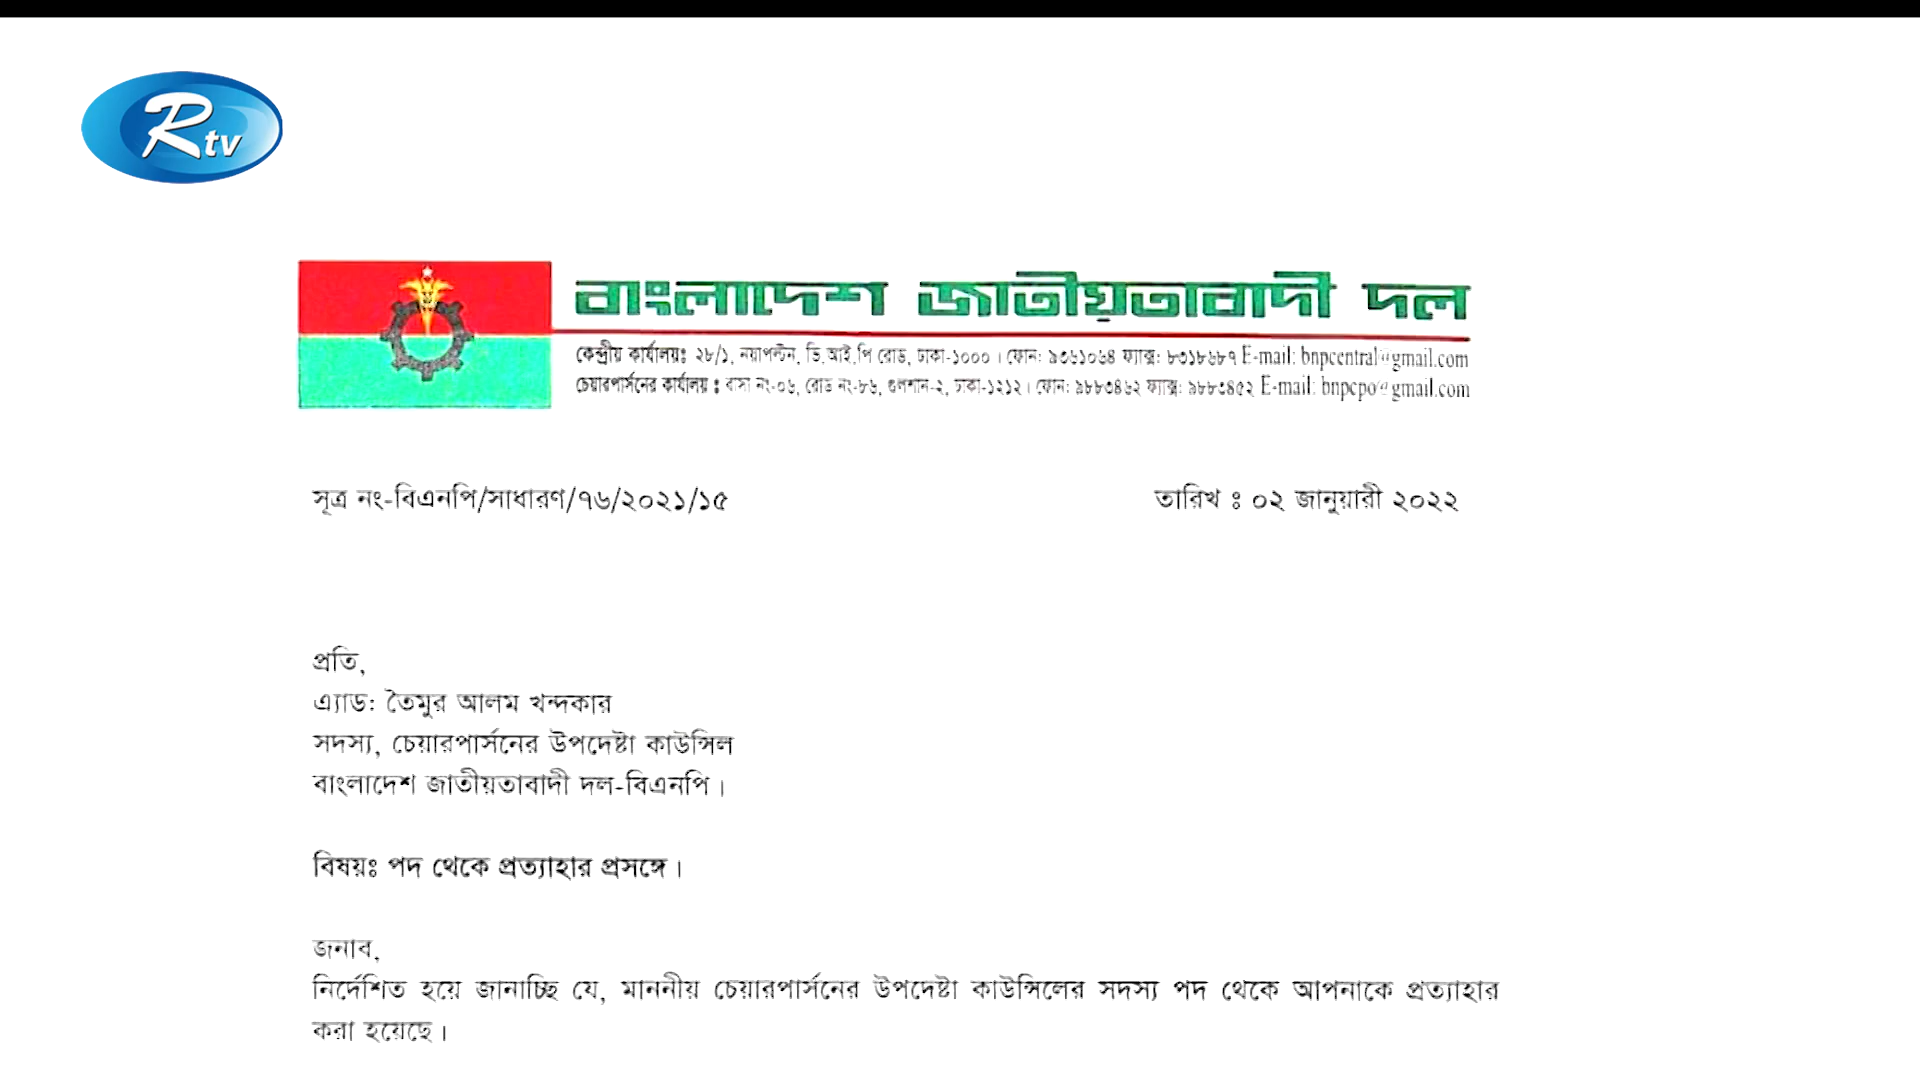 Rtv
বাংলাদেশ জাতীয়তাবাদী দল
কেন্দ্রীয় কার্যালয়ঃ ২৮/১, নয়াপল্টন, ভি.আই.পি রোড, ঢাকা-১০০০। ফোন: ৯৩৬১০৬৪ ফ্যাক্স: ৮৩১৮৬৮৭ E-mail: bnpcentral@gmail.com
চেয়ারপার্সনের কার্যালয় ঃ বাসা নং-০৬, রোড নং-৮৬, গুলশান-২, ঢাকা-১২১২। ফোন: ৯৮৮৩৪৬২ ফ্যাক্স: ৯৮৮৩৪৫২ E-mail: bnpcpo@gmail.com
সূত্র নং-বিএনপি/সাধারণ/৭৬/২০২১/১৫ তারিখ ঃ ০২ জানুয়ারী ২০২২
প্রতি,
এ্যাড: তৈমুর আলম খন্দকার
সদস্য, চেয়ারপার্সনের উপদেষ্টা কাউন্সিল
বাংলাদেশ জাতীয়তাবাদী দল-বিএনপি।
বিষয়ঃ পদ থেকে প্রত্যাহার প্রসঙ্গে।
জনাব,
নির্দেশিত হয়ে জানাচ্ছি যে, মাননীয় চেয়ারপার্সনের উপদেষ্টা কাউন্সিলের সদস্য পদ থেকে আপনাকে প্রত্যাহার
করা হয়েছে।